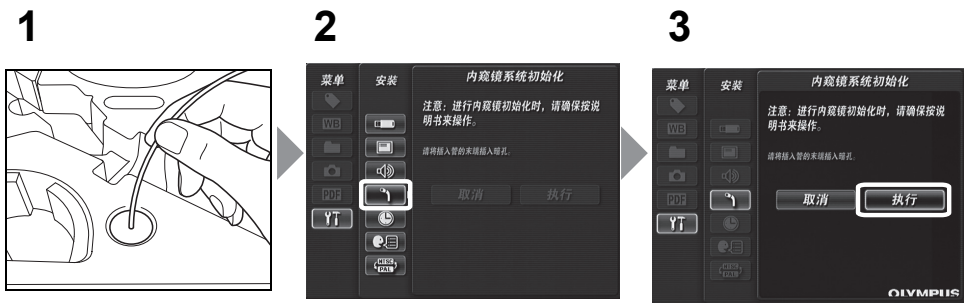 1
2
3
菜单
安装
内窥镜系统初始化
注意：进行内窥镜初始化时，请确保按说
明书来操作。
请将插入管的末端插入暗孔。
取消
执行
WB
PDF
NTSC
PAL
菜单
安装
内窥镜系统初始化
注意：进行内窥镜初始化时，请确保按说
明书来操作。
请将插入管的末端插入暗孔。
取消
执行
WB
PDF
NTSC
PAL
OLYMPUS